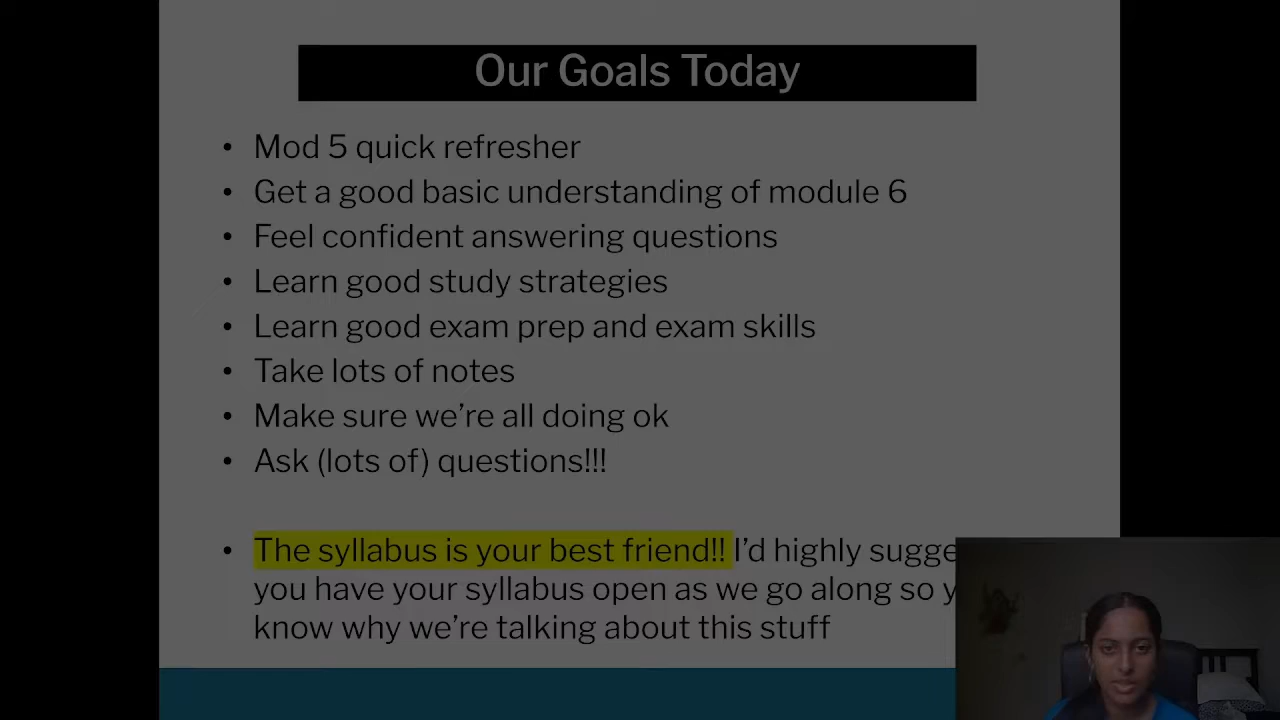 Our Goals Today
• Mod 5 quick refresher
• Get a good basic understanding of module 6
• Feel confident answering questions
• Learn good study strategies
• Learn good exam prep and exam skills
• Take lots of notes
• Make sure we’re all doing ok
• Ask (lots of) questions!!!
• The syllabus is your best friend!! I’d highly
you have your syllabus open as we go along so
know why we’re talking about this stuff